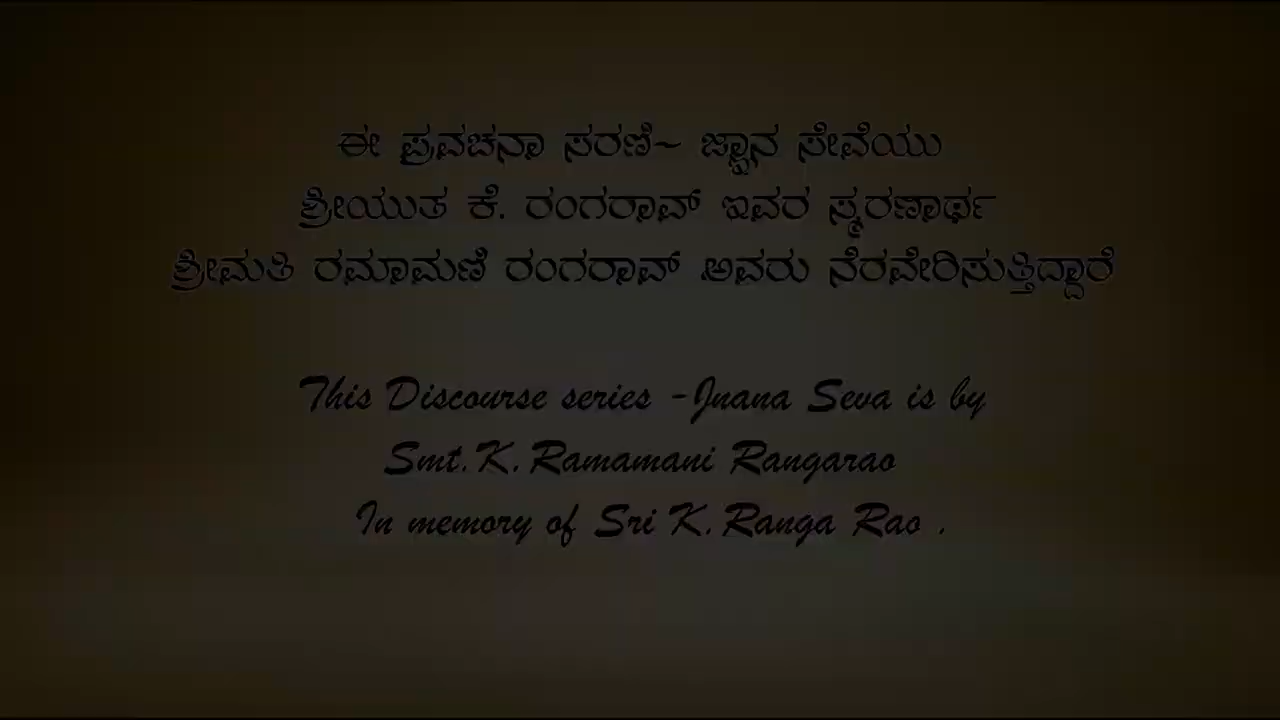 ಈ ಪ್ರವಚನಾ ಸರಣಿ~ ಜ್ಞಾನ ಸೇವೆಯು
ಶ್ರೀಯುತ ಕೆ. ರಂಗರಾವ್ ಇವರ ಸ್ಮರಣಾರ್ಥ
ಶ್ರೀಮತಿ ರಮಾಮಣಿ ರಂಗರಾವ್ ಅವರು ನೆರವೇರಿಸುತ್ತಿದ್ದಾರೆ
This Discourse series -Jnana Seva is by
Smt.K.Ramamani Rangarao
In memory of Sri K.Ranga Rao .